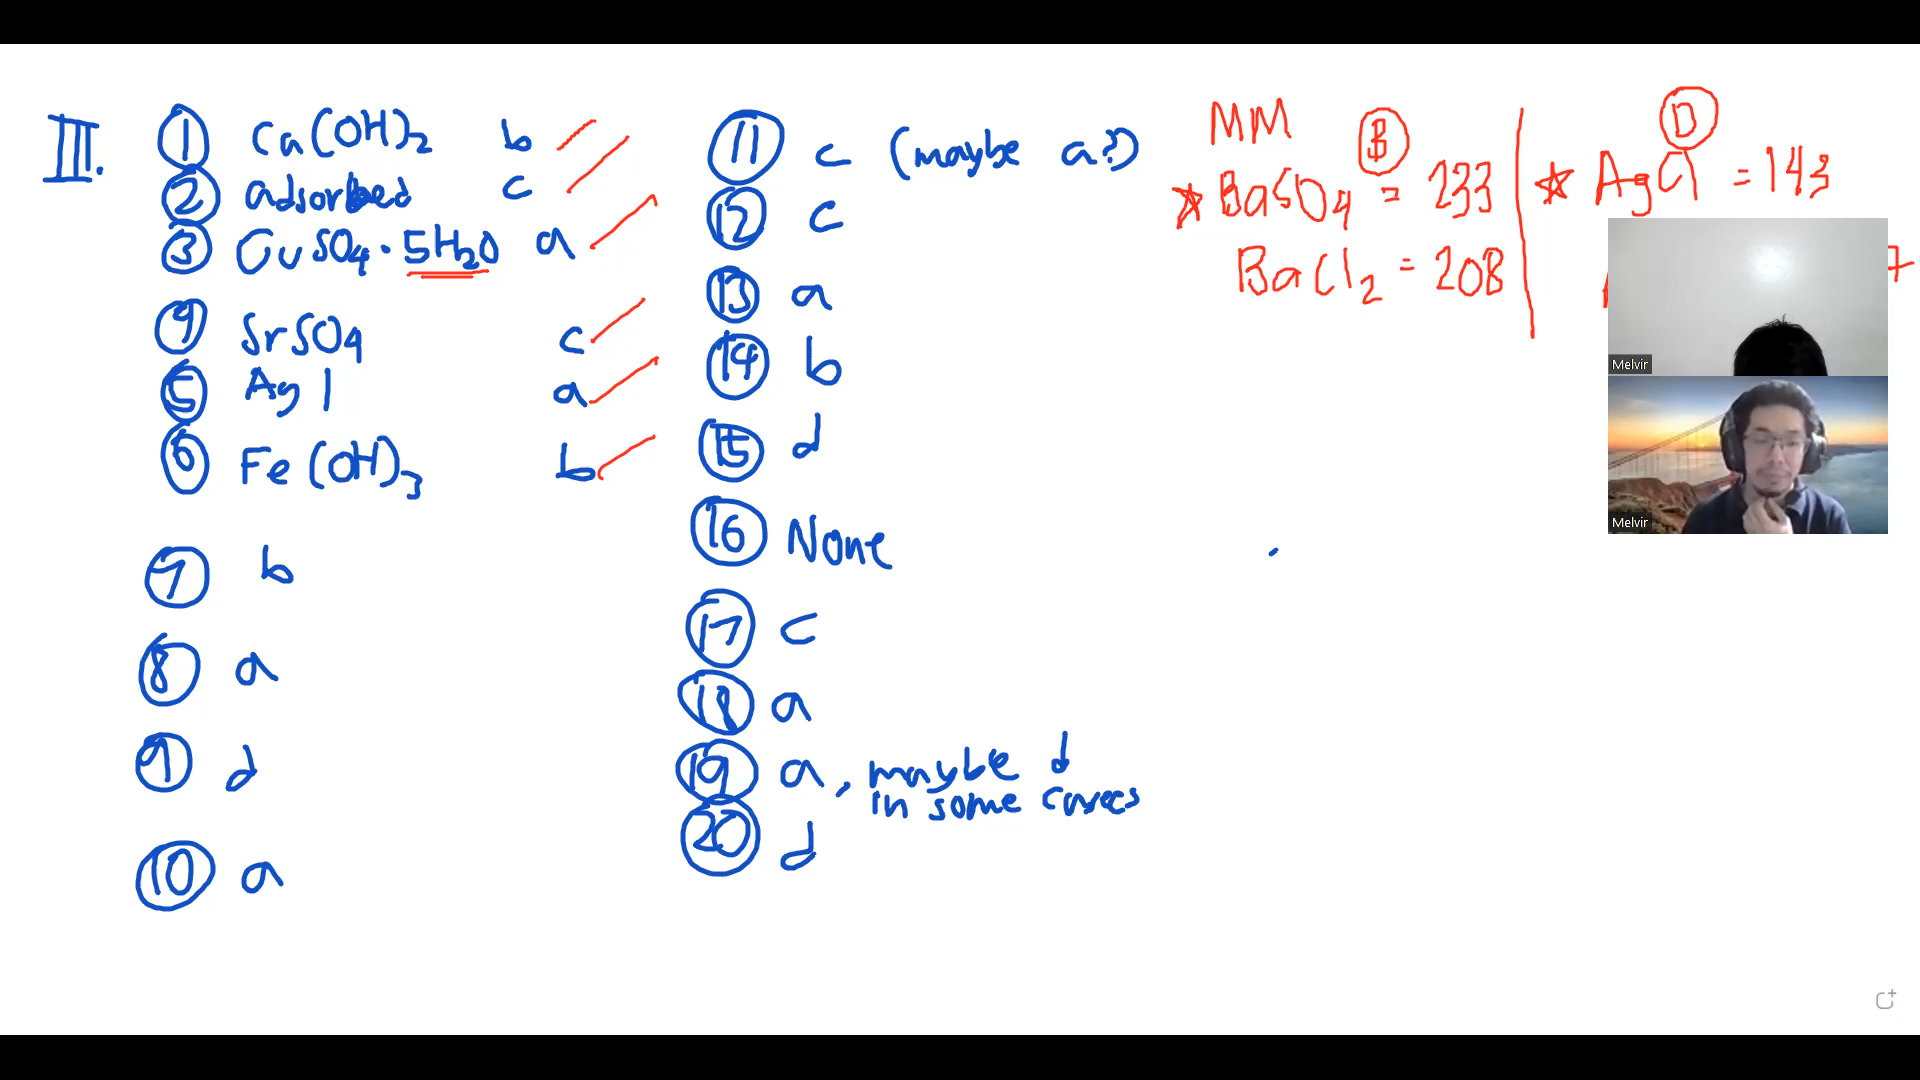 III.
① Ca(OH)₂ b
② adsorbed c
③ CuSO₄ · 5H₂O a
④ SrSO₄ c
⑤ AgI a
⑥ Fe(OH)₃ b
⑦ b
⑧ a
⑨ d
⑩ a
⑪ c (maybe a?)
⑫ c
⑬ a
⑭ b
⑮ d
⑯ None
⑰ c
⑱ a
⑲ a, maybe d
in some cases
⑳ d
MM
Ⓑ
★ BaSO₄ = 233
BaCl₂ = 208
Ⓓ
★ AgCl = 143
7
Melvir
Melvir